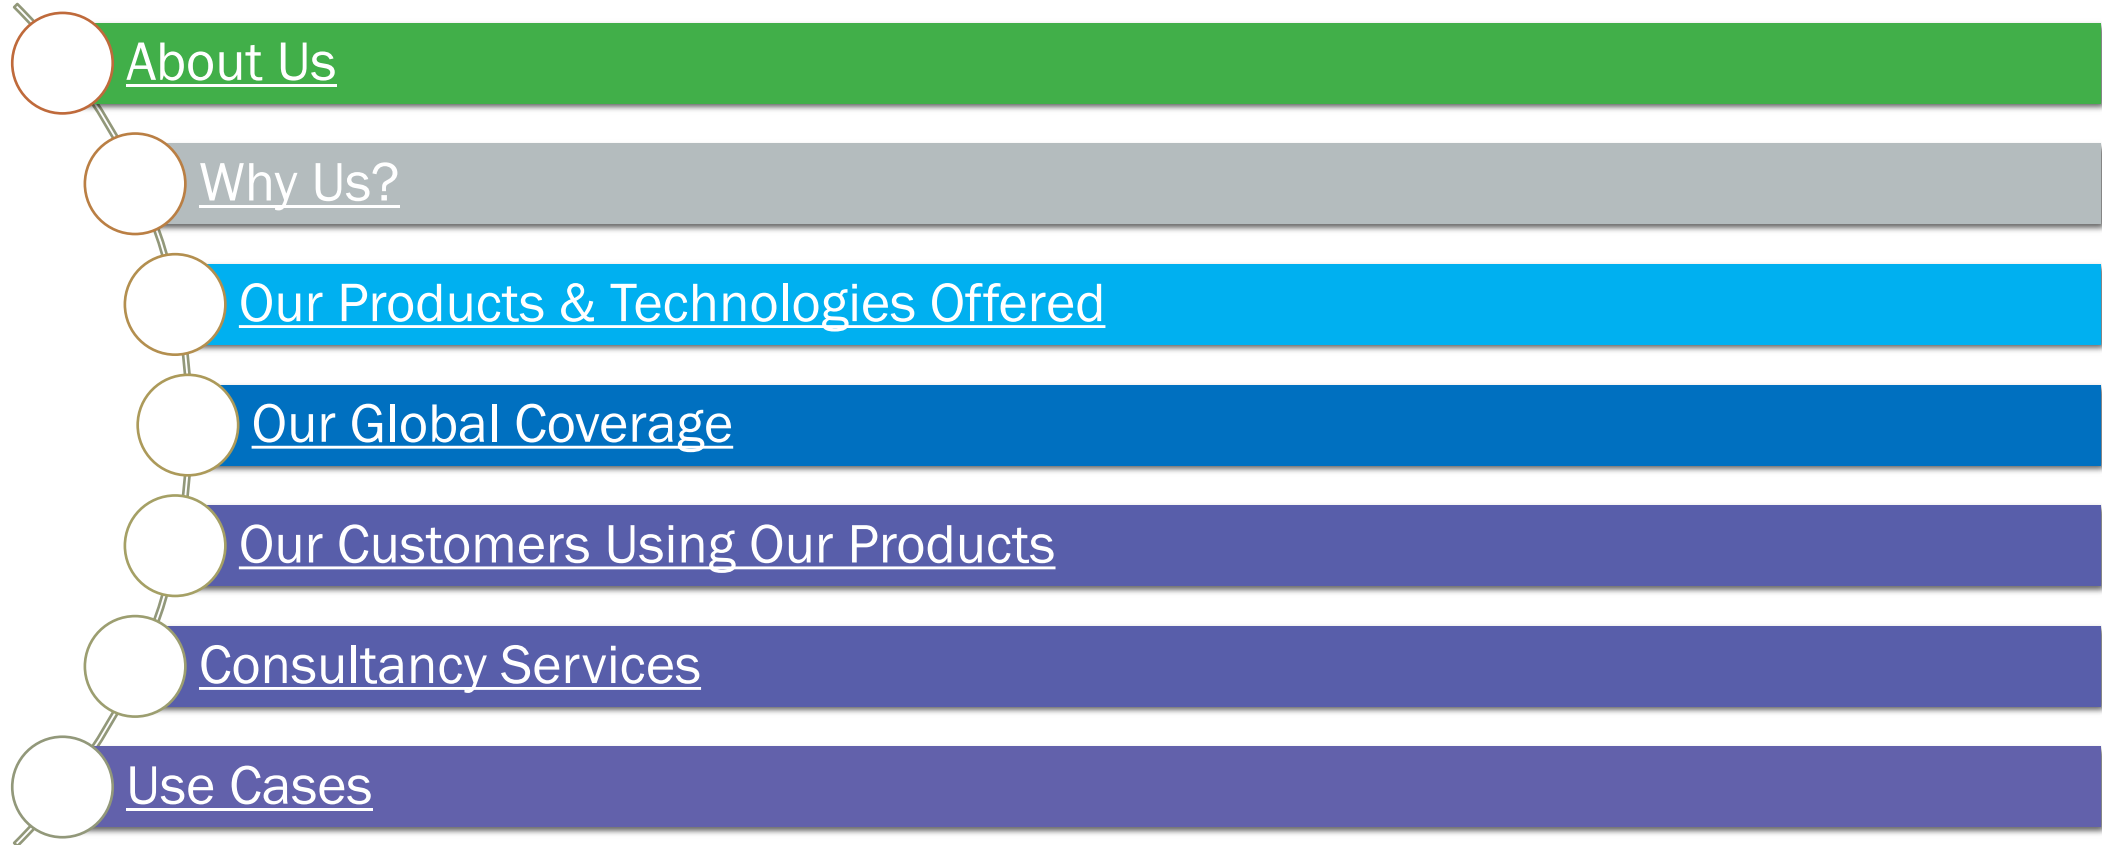 About Us
Why Us?
Our Products & Technologies Offered
Our Global Coverage
Our Customers Using Our Products
Consultancy Services
Use Cases